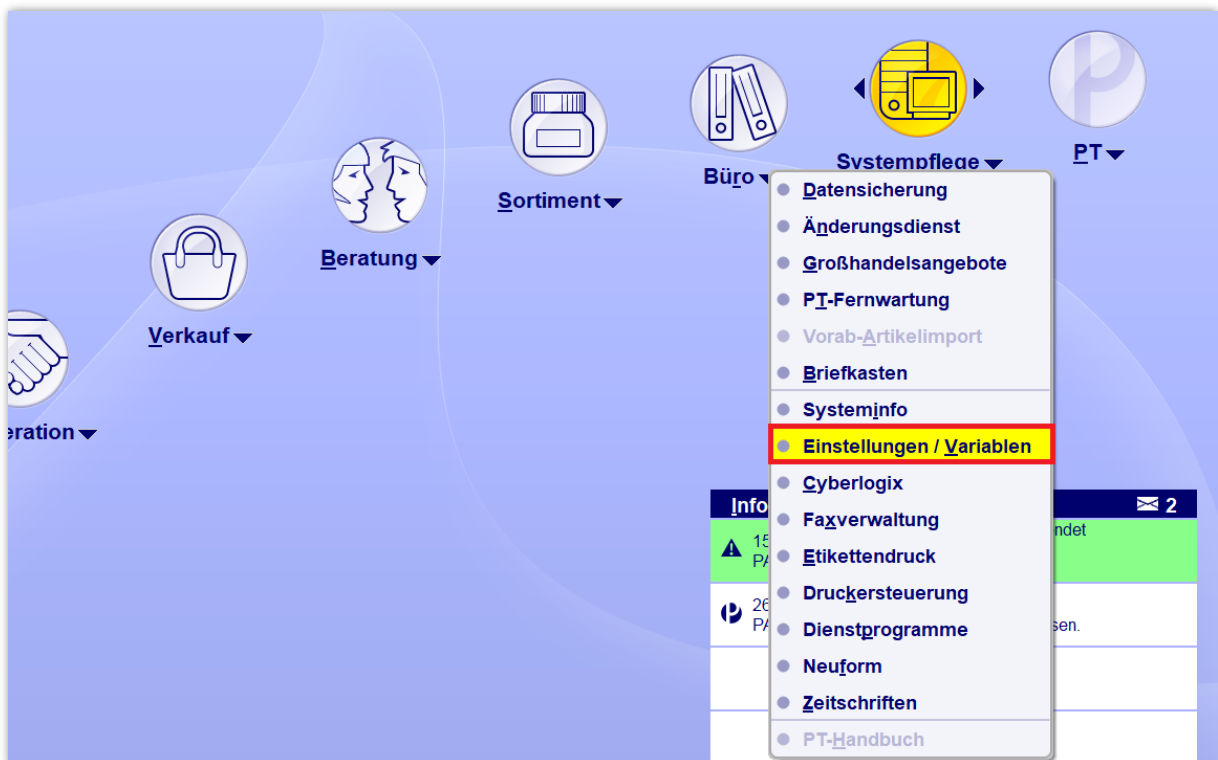 PT
Systempflege
Büro
Sortiment
Beratung
Verkauf
eration
Datensicherung
Änderungsdienst
Großhandelsangebote
PT-Fernwartung
Vorab-Artikelimport
Briefkasten
Systeminfo
Einstellungen / Variablen
Cyberlogix
Faxverwaltung
Etikettendruck
Druckersteuerung
Dienstprogramme
Neuform
Zeitschriften
PT-Handbuch
Info 2
15 ndet
PA
26
PA sen.